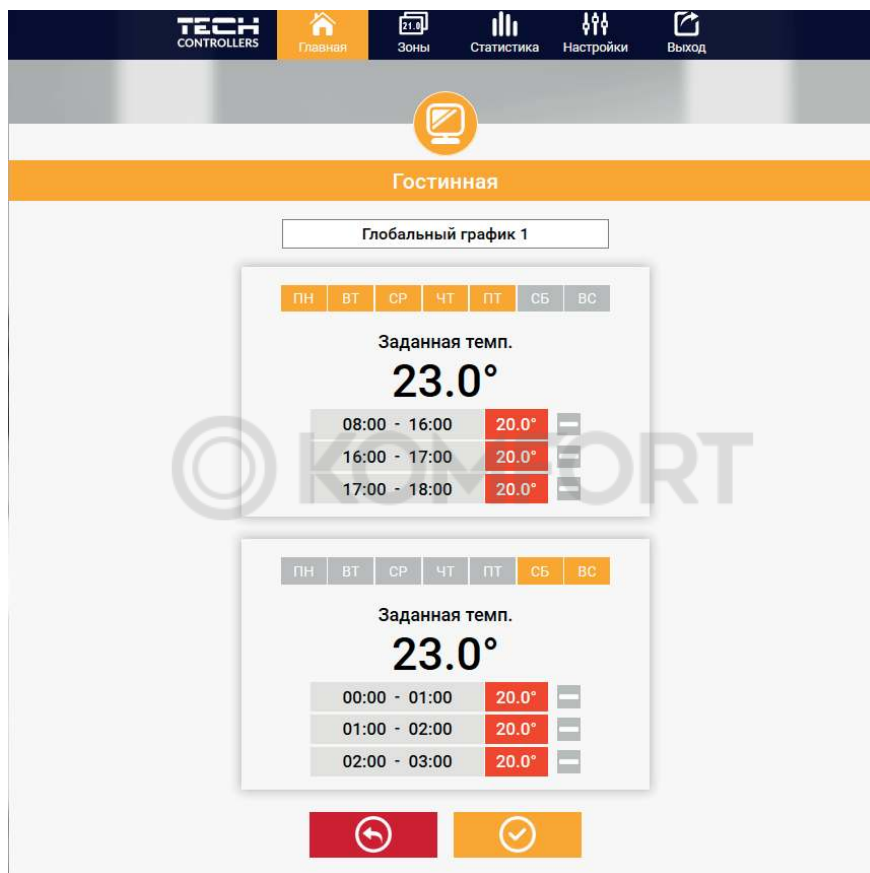 TECH
CONTROLLERS
Главная
21.0
Зоны
Статистика
Настройки
Выход
Гостинная
Глобальный график 1
ПН ВТ СР ЧТ ПТ СБ ВС
Заданная темп.
23.0°
08:00 - 16:00 20.0°
16:00 - 17:00 20.0°
17:00 - 18:00 20.0°
KOMFORT
ПН ВТ СР ЧТ ПТ СБ ВС
Заданная темп.
23.0°
00:00 - 01:00 20.0°
01:00 - 02:00 20.0°
02:00 - 03:00 20.0°